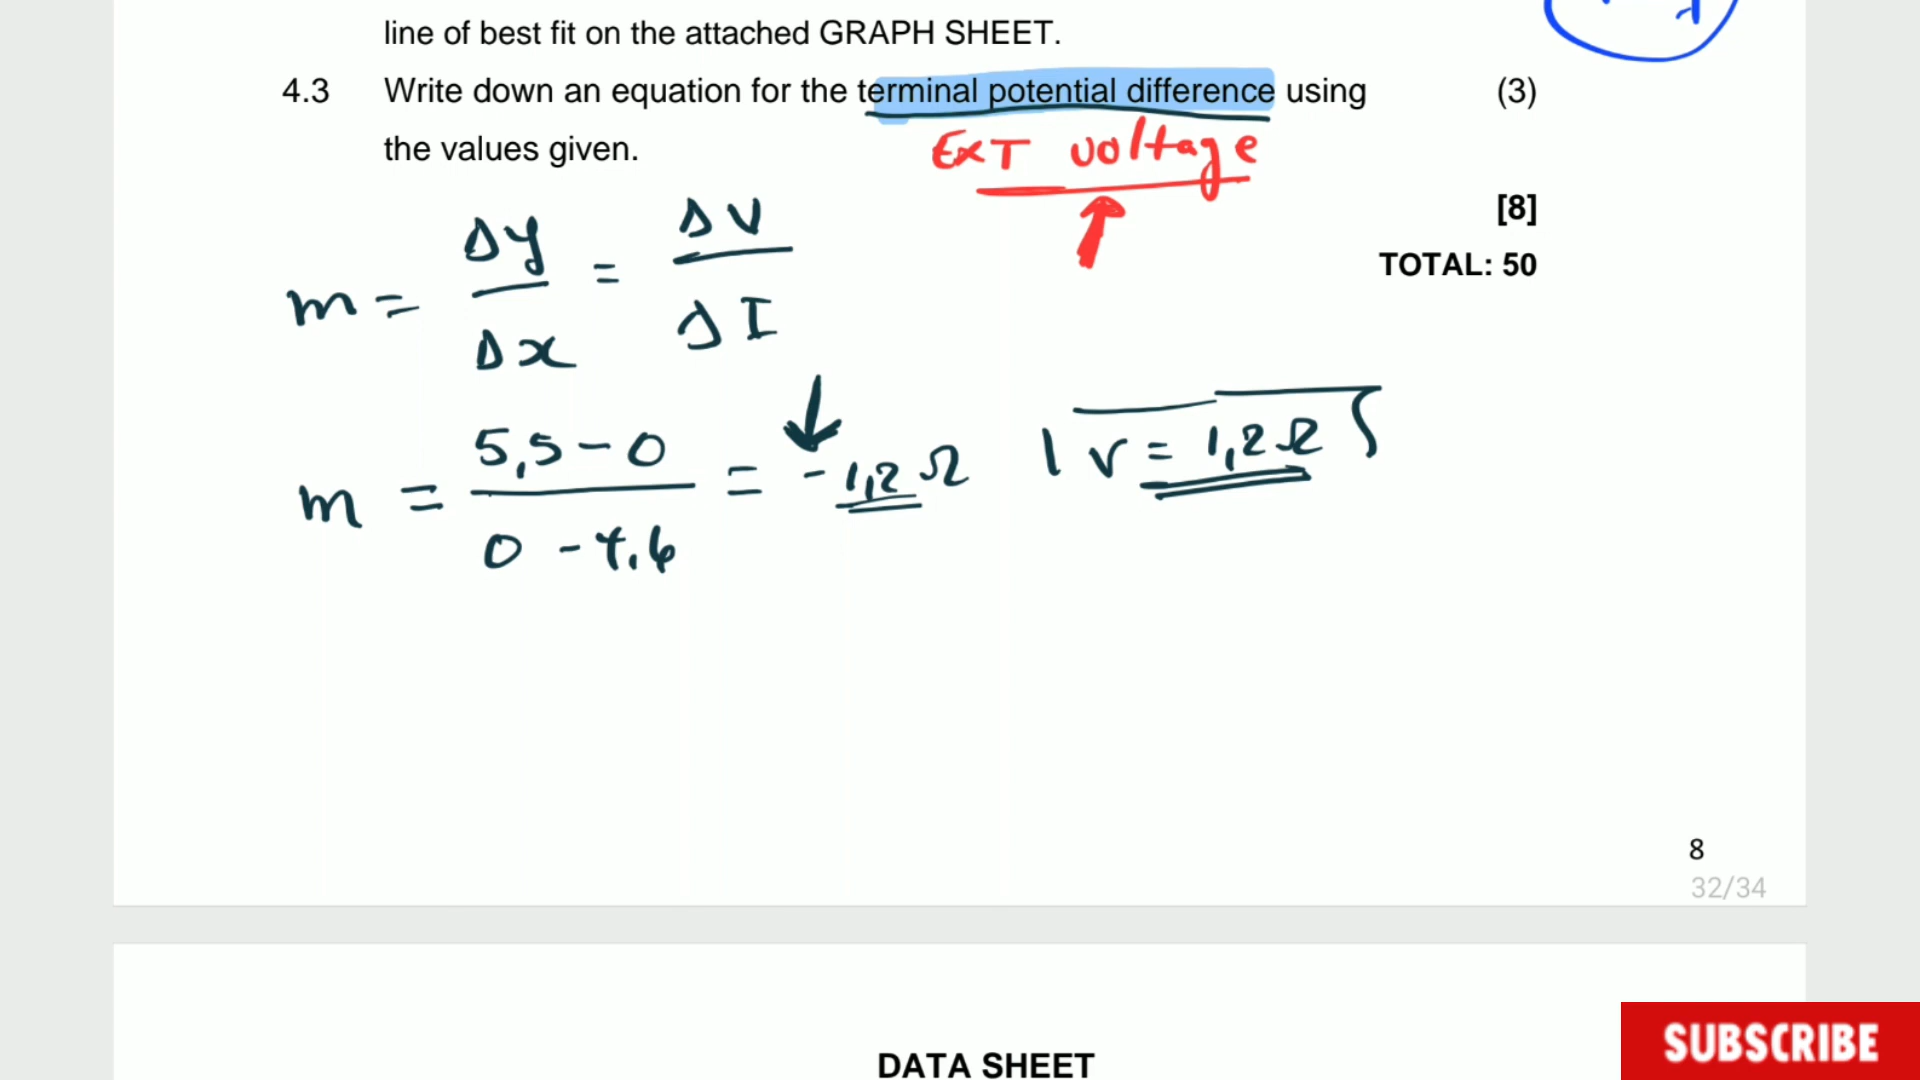 line of best fit on the attached GRAPH SHEET.
4.3 Write down an equation for the terminal potential difference using (3)
the values given.
EXT voltage
[8]
TOTAL: 50
m = Δy/Δx = ΔV/ΔI
m = 5,5 - 0 / 0 - 4.6 = -1,2 Ω | r = 1,2 Ω
8
32/34
DATA SHEET
SUBSCRIBE